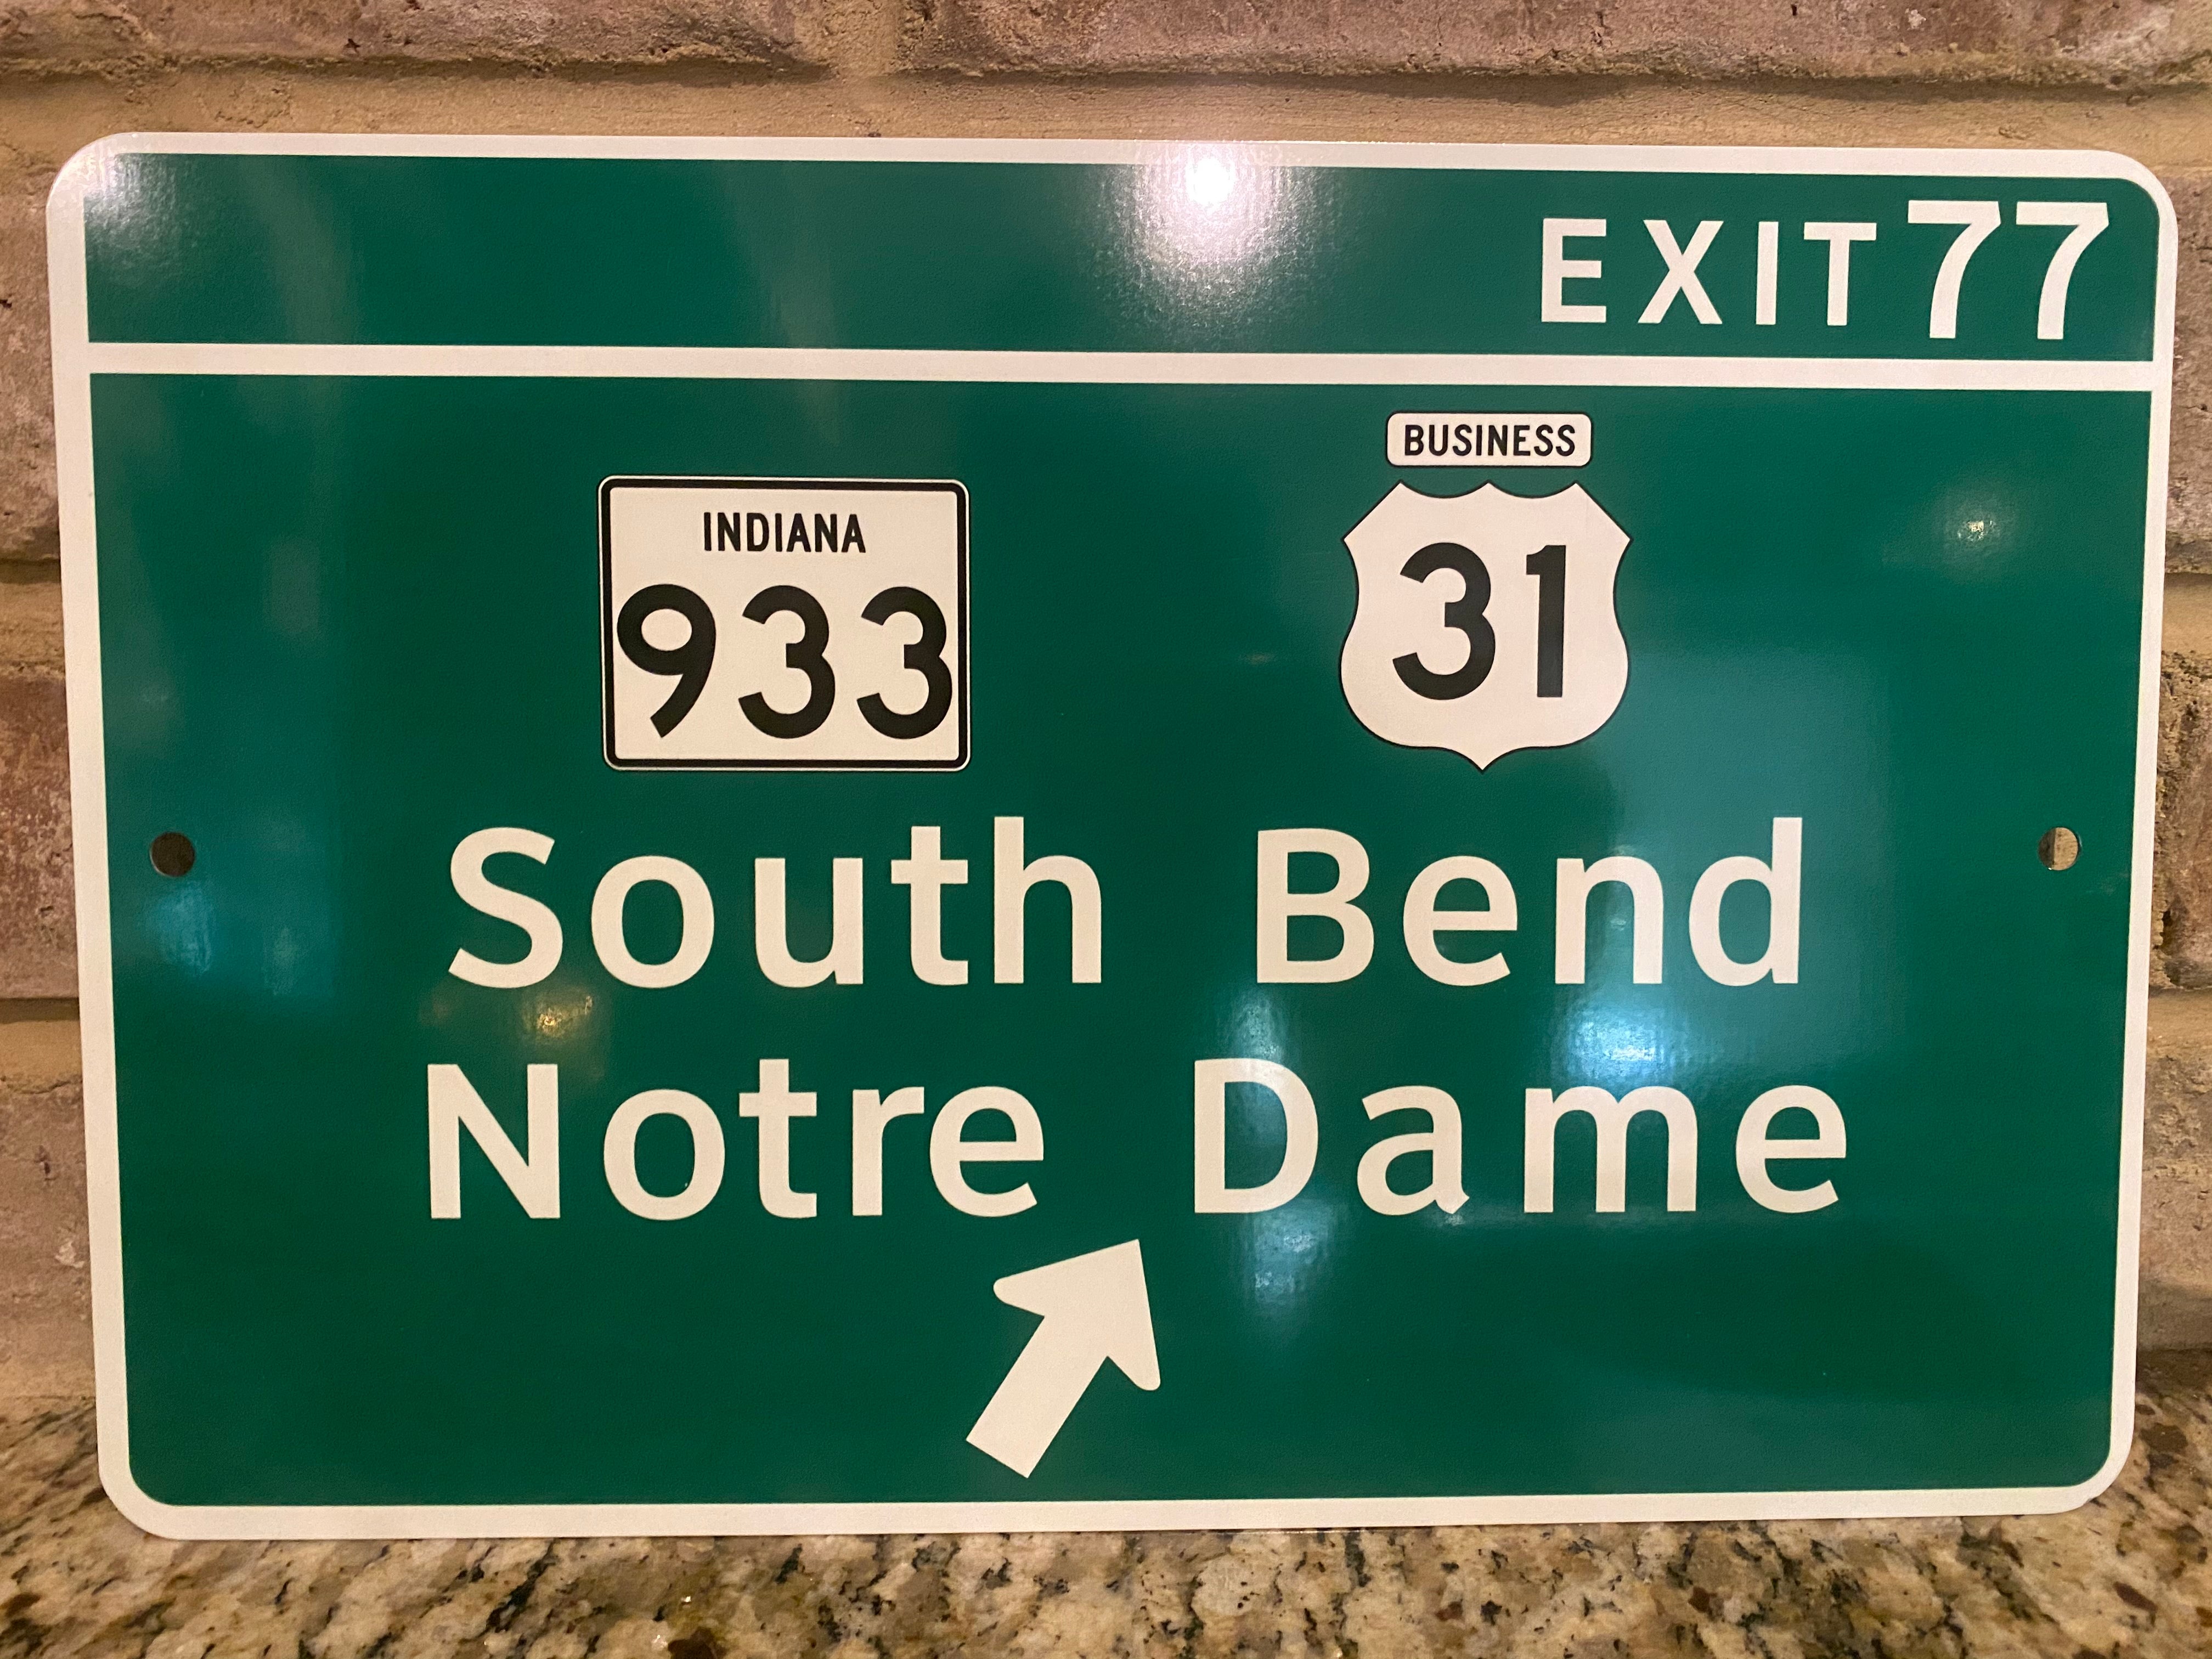 EXIT 77
BUSINESS
INDIANA
933
31
South Bend
Notre Dame